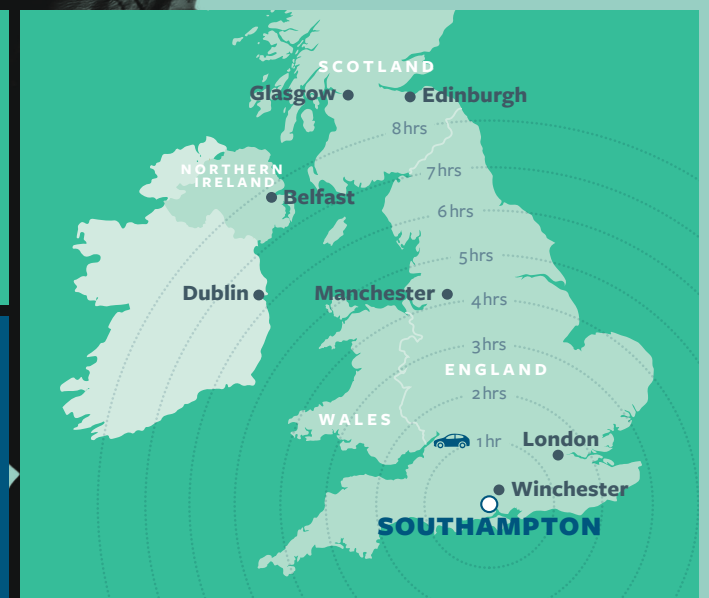 SCOTLAND
Glasgow
Edinburgh
8hrs
7hrs
NORTHERN
IRELAND
Belfast
6hrs
5hrs
Dublin
Manchester
4hrs
3hrs
ENGLAND
2hrs
WALES
1hr
London
Winchester
SOUTHAMPTON